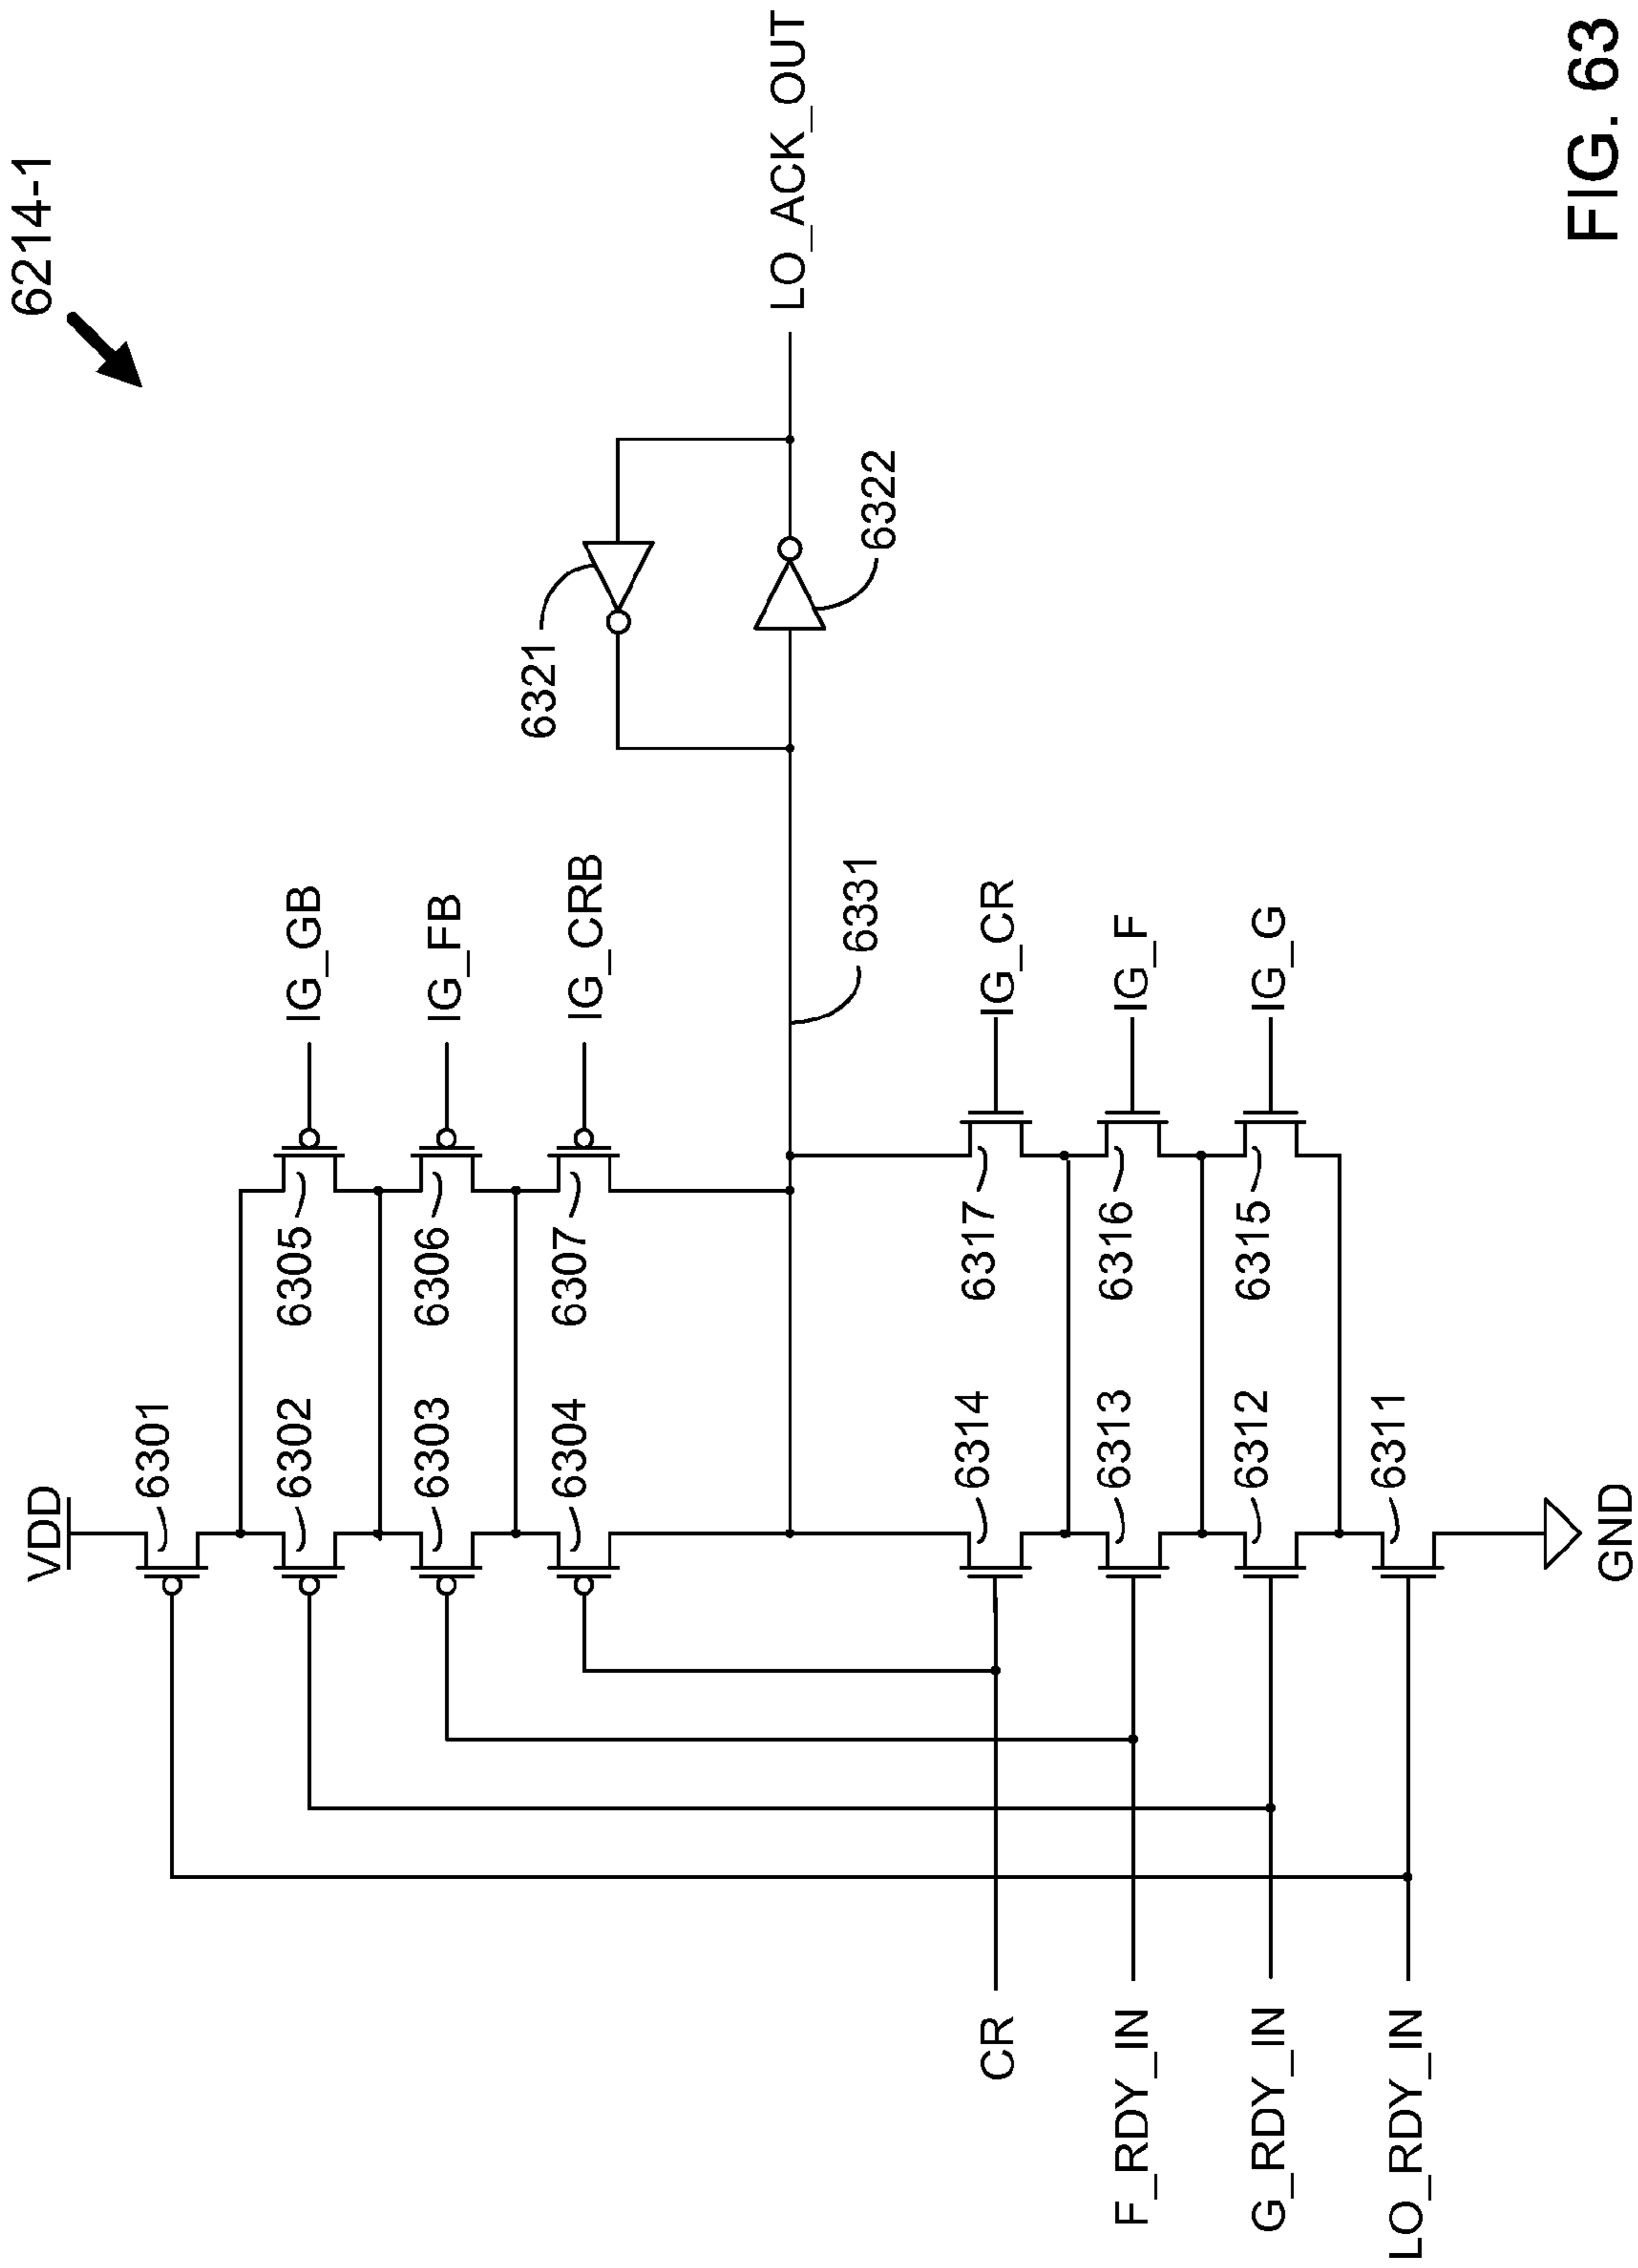 6214-1
VDD
6301
6302
6303
6304
6305
6306
6307
IG_GB
IG_FB
IG_CRB
6321
6322
LO_ACK_OUT
6331
6314
6313
6312
6311
6317
6316
6315
IG_CR
IG_F
IG_G
CR
F_RDY_IN
G_RDY_IN
LO_RDY_IN
GND
FIG. 63